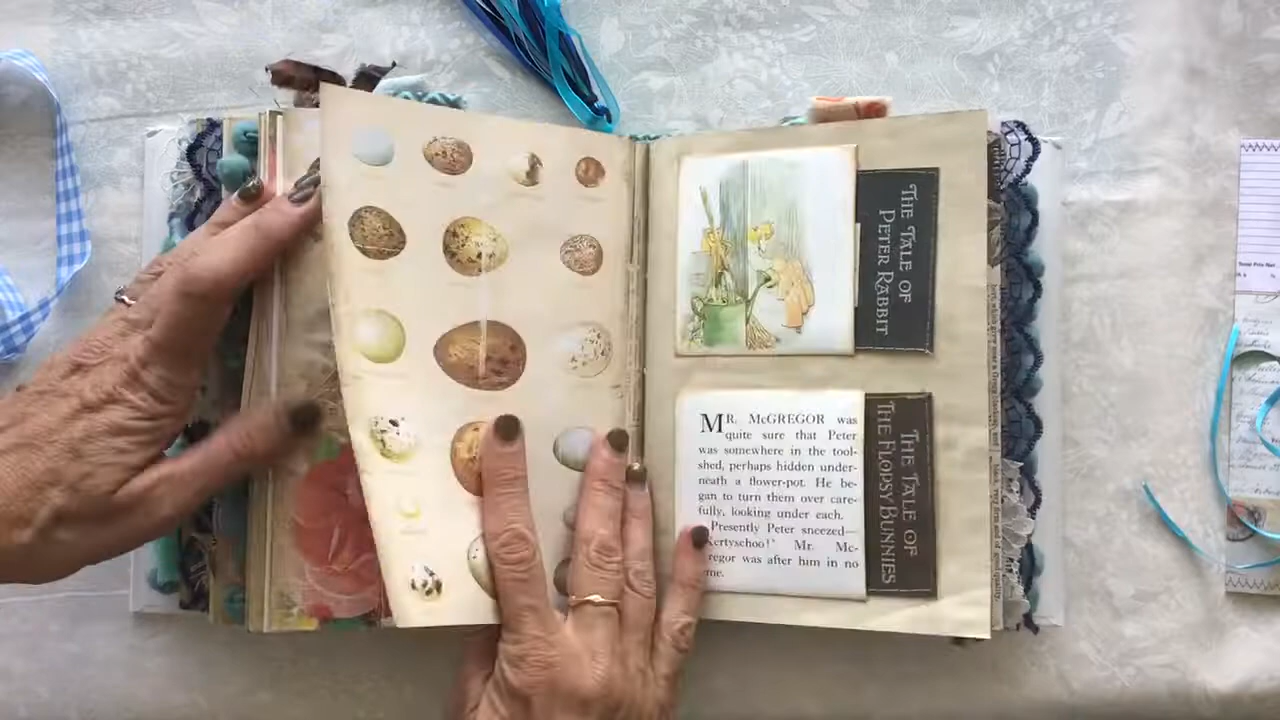 THE TALE OF
PETER RABBIT
MR. McGREGOR was
quite sure that Peter
was somewhere in the tool-
shed, perhaps hidden under-
neath a flower-pot. He be-
gan to turn them over care-
fully, looking under each.
Presently Peter sneezed—
Kertyschoo!" Mr. Mc-
regor was after him in no
me.
THE TALE OF
THE FLOPSY BUNNIES